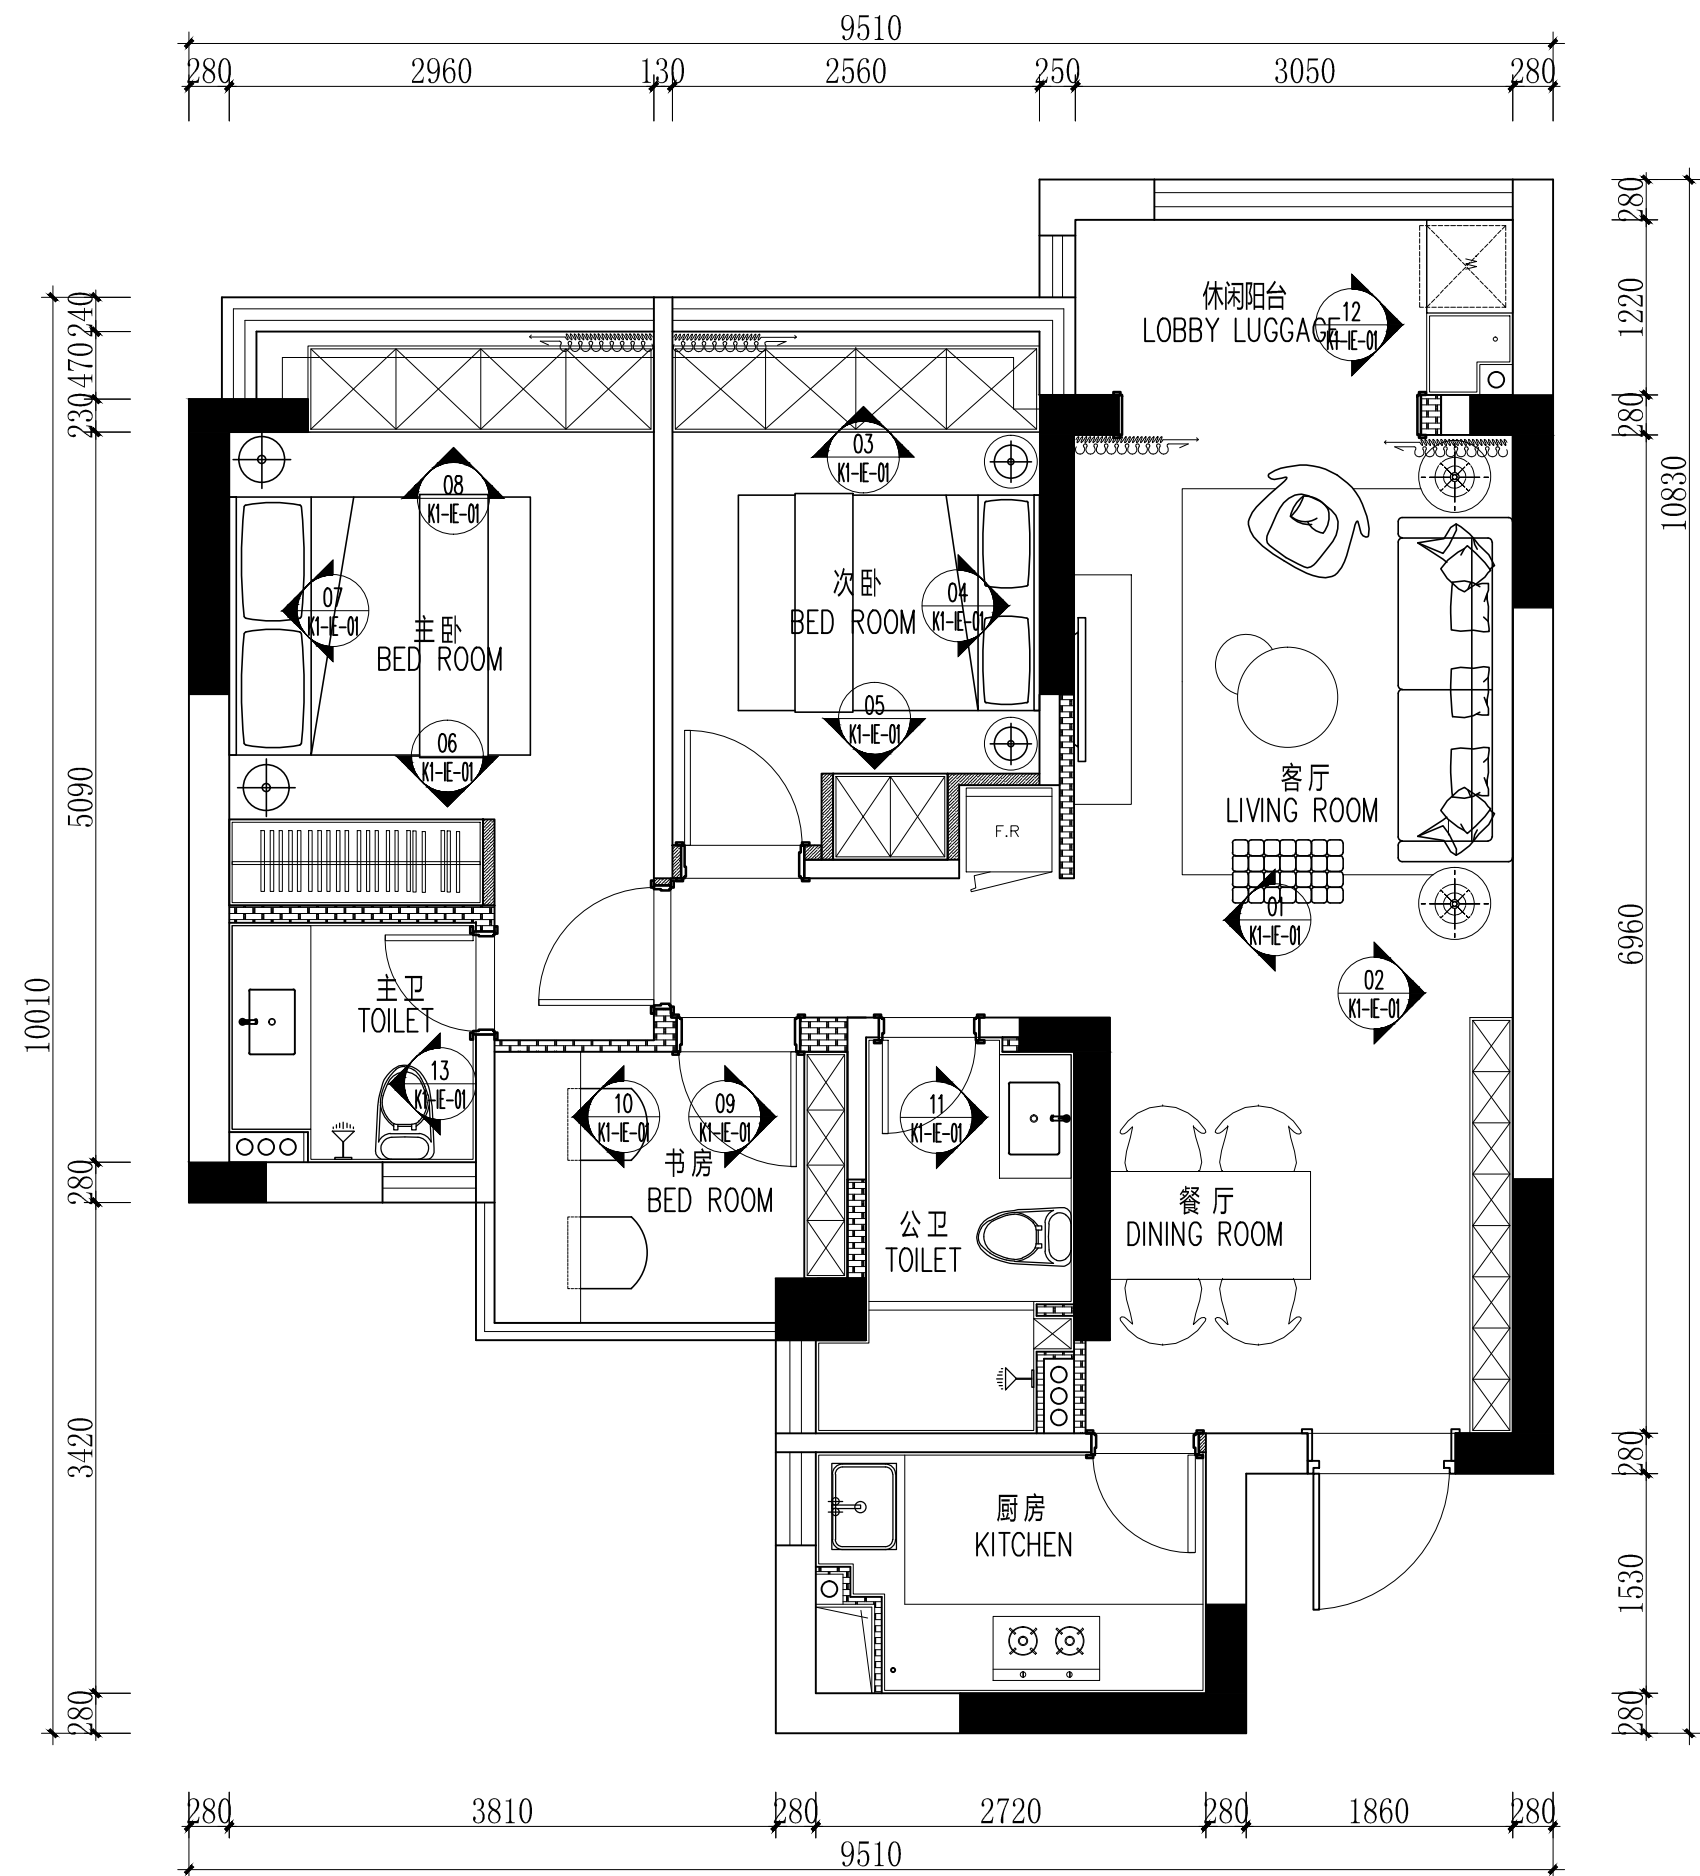 9510
280 2960 130 2560 250 3050 280
280
1220
280
10830
6960
280
1530
280
240
470
230
5090
10010
280
3420
280
休闲阳台
LOBBY LUGGAGE
12
K1-IE-01
03
K1-IE-01
08
K1-IE-01
07
K1-IE-01
主卧
BED ROOM
次卧
BED ROOM
04
K1-IE-01
05
K1-IE-01
06
K1-IE-01
客厅
LIVING ROOM
F.R
01
K1-IE-01
02
K1-IE-01
主卫
TOILET
13
K1-IE-01
10
K1-IE-01
09
K1-IE-01
11
K1-IE-01
书房
BED ROOM
公卫
TOILET
餐厅
DINING ROOM
厨房
KITCHEN
280 3810 280 2720 280 1860 280
9510